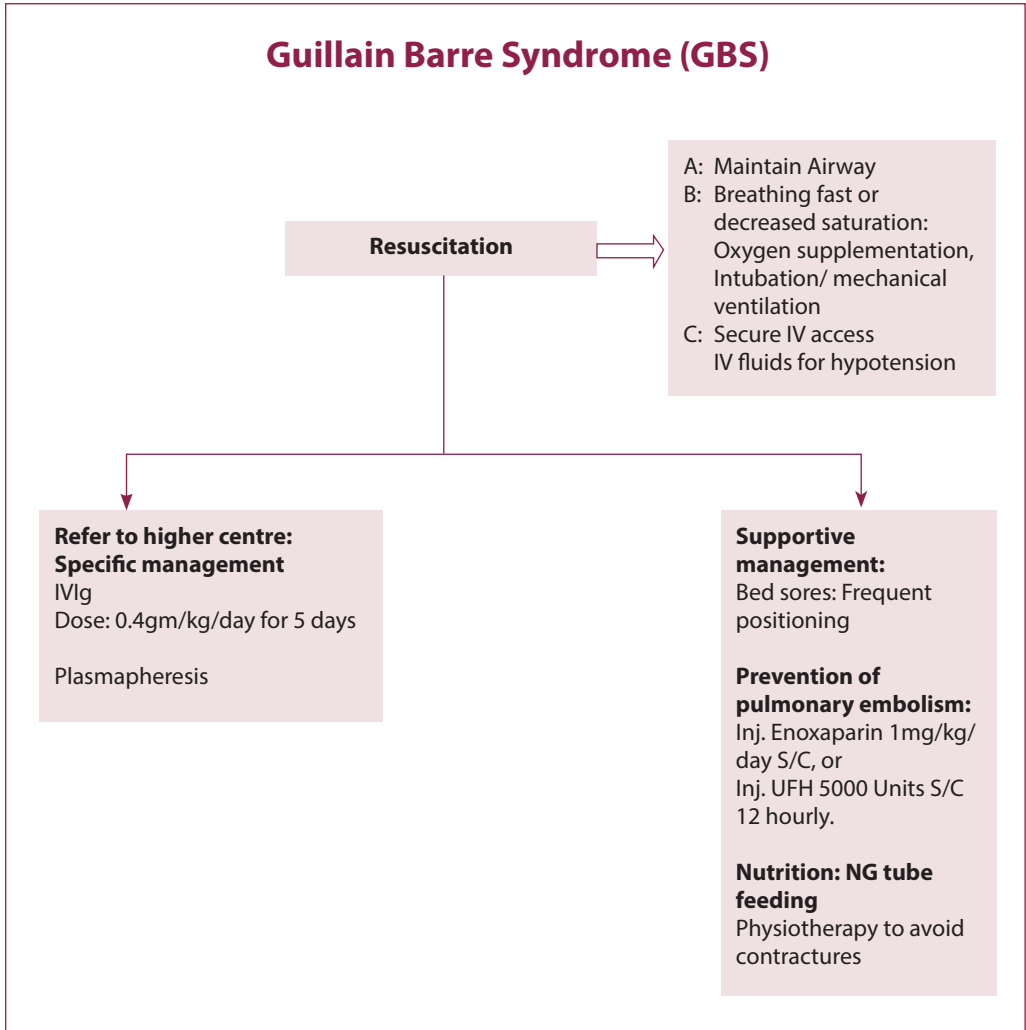 Guillain Barre Syndrome (GBS)
A: Maintain Airway
B: Breathing fast or
decreased saturation:
Oxygen supplementation,
Intubation/ mechanical
ventilation
C: Secure IV access
IV fluids for hypotension
Resuscitation
Refer to higher centre:
Specific management
IVIg
Dose: 0.4gm/kg/day for 5 days
Plasmapheresis
Supportive
management:
Bed sores: Frequent
positioning
Prevention of
pulmonary embolism:
Inj. Enoxaparin 1mg/kg/
day S/C, or
Inj. UFH 5000 Units S/C
12 hourly.
Nutrition: NG tube
feeding
Physiotherapy to avoid
contractures